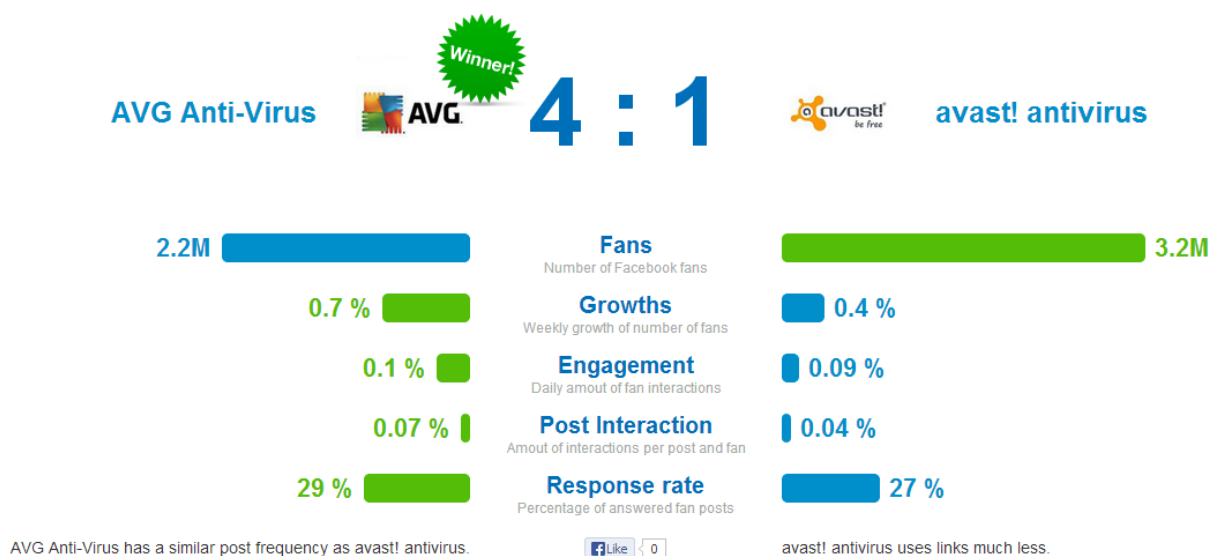 Winner!
AVG Anti-Virus
AVG.
4 : 1
avast!
be free
avast! antivirus
2.2M
Fans
3.2M
Number of Facebook fans
0.7 %
Growths
0.4 %
Weekly growth of number of fans
0.1 %
Engagement
0.09 %
Daily amout of fan interactions
0.07 %
Post Interaction
0.04 %
Amout of interactions per post and fan
29 %
Response rate
27 %
Percentage of answered fan posts
AVG Anti-Virus has a similar post frequency as avast! antivirus.
Like 0
avast! antivirus uses links much less.